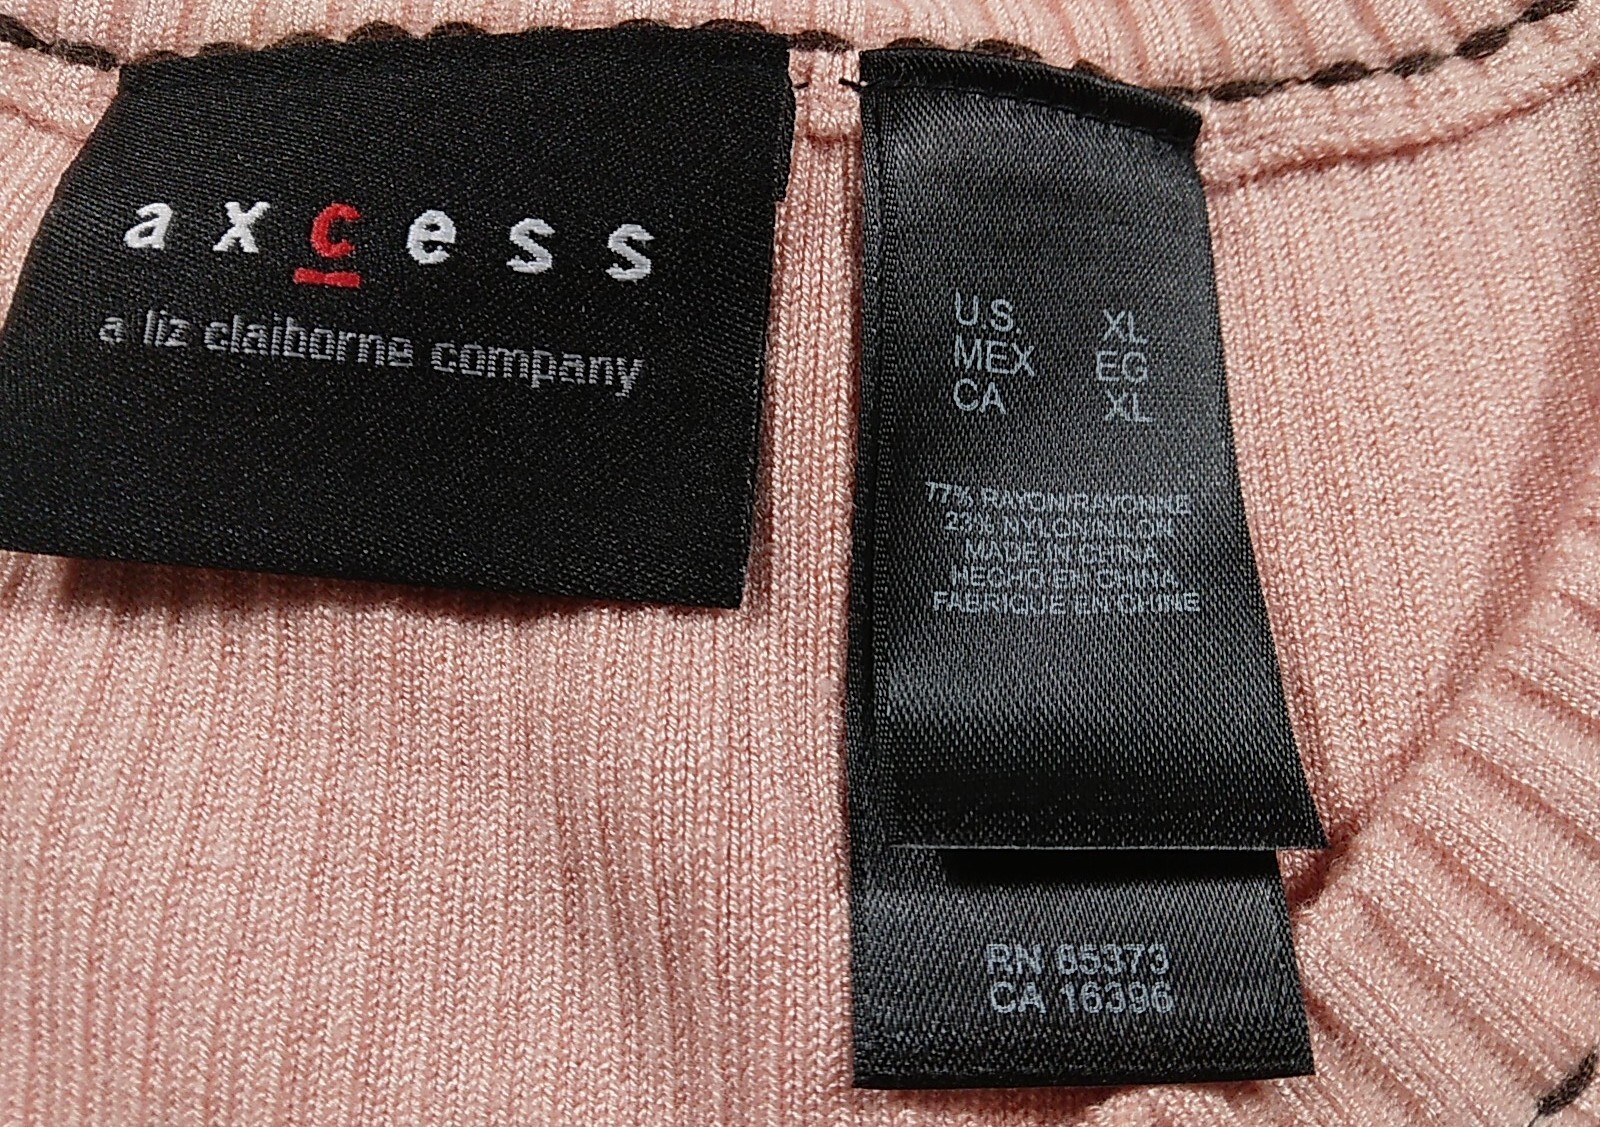 axcess
a liz claiborne company
U.S. XL
MEX EG
CA XL
77% RAYON/RAYONNE
23% NYLON/NILON
MADE IN CHINA
HECHO EN CHINA
FABRIQUE EN CHINE
RN 65373
CA 16396